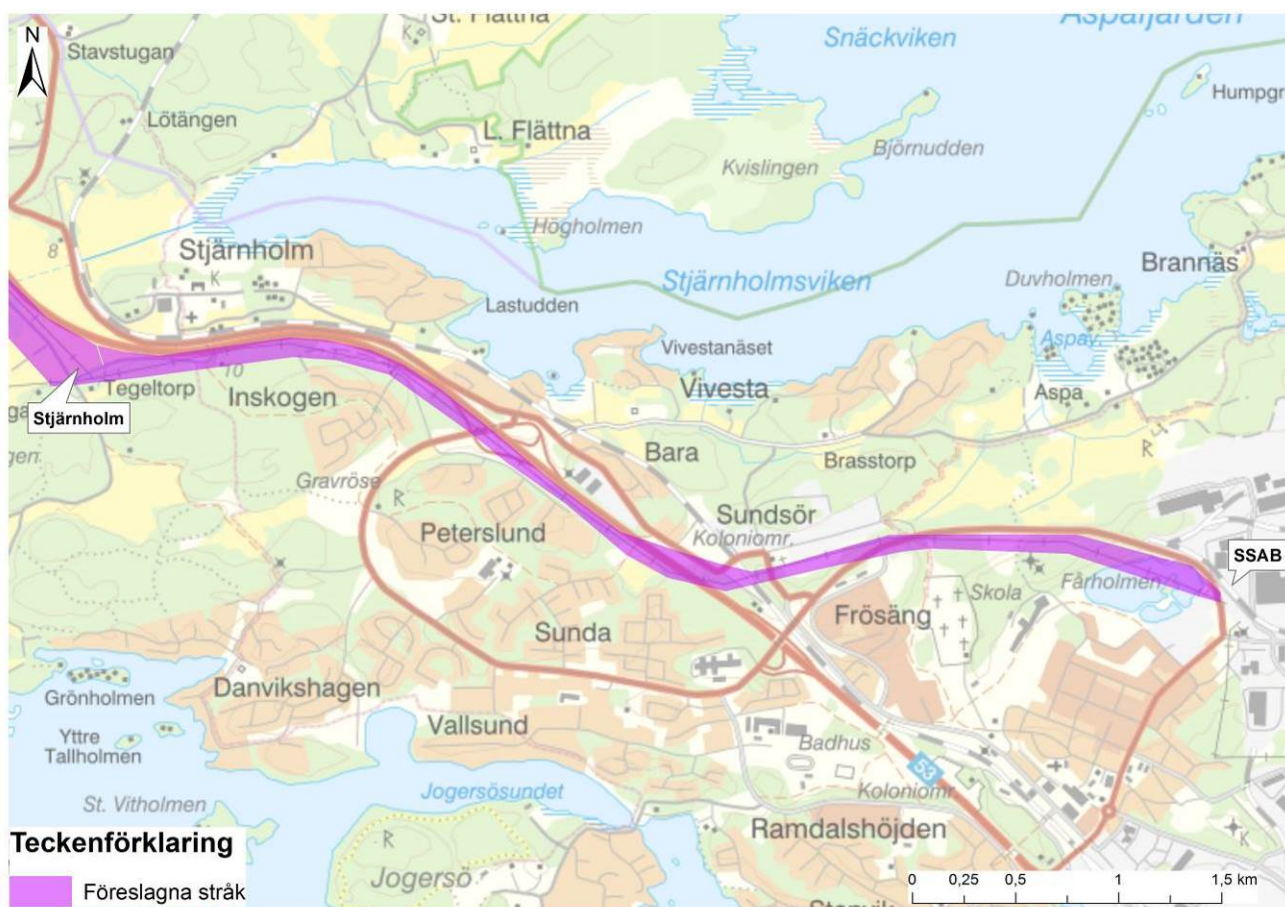 St. Flättna
Aspafjärden
N
Stavstugan
K
Snäckviken
Humpgr
Lötängen
L. Flättna
Björnudden
Kvislingen
Högholmen
8
Stjärnholm
K
Stjärnholmsviken
Brannäs
Duvholmen
Lastudden
Aspav.
Vivestanäset
10
Tegeltorp
Inskogen
Vivesta
Aspa
Stjärnholm
gen
Bara
R
Brasstorp
Gravröse
R
Peterslund
Sundsör
Koloniomr.
SSAB
Skola
Fårholmen
Frösäng
Sunda
Danvikshagen
Grönholmen
Vallsund
Yttre
Tallholmen
Badhus
53
Jogersösundet
Koloniomr.
St. Vitholmen
Ramdalshöjden
R
K
Teckenförklaring
Jogersö
Föreslagna stråk
0 0,25 0,5 1 1,5 km